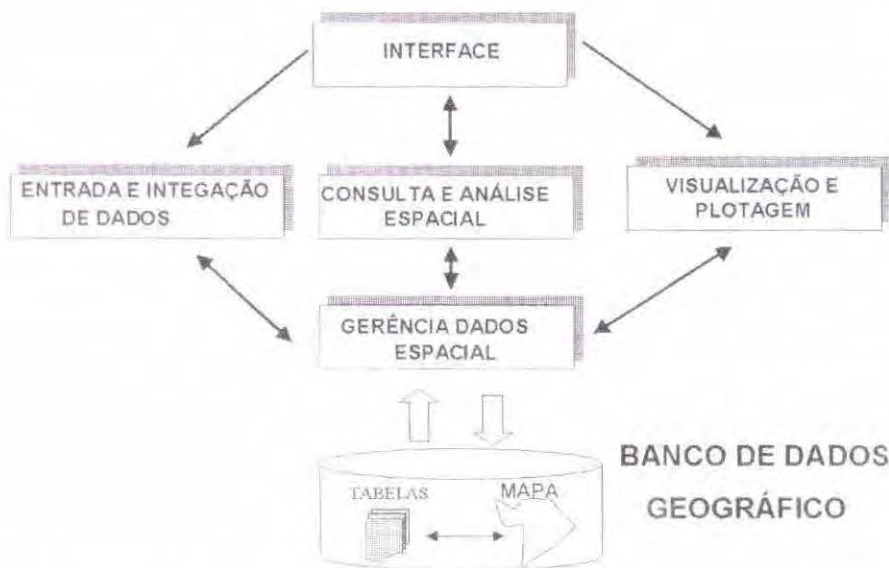 INTERFACE
ENTRADA E INTEGAÇÃO
DE DADOS
CONSULTA E ANÁLISE
ESPACIAL
VISUALIZAÇÃO E
PLOTAGEM
GERÊNCIA DADOS
ESPACIAL
TABELAS
MAPA
BANCO DE DADOS
GEOGRÁFICO